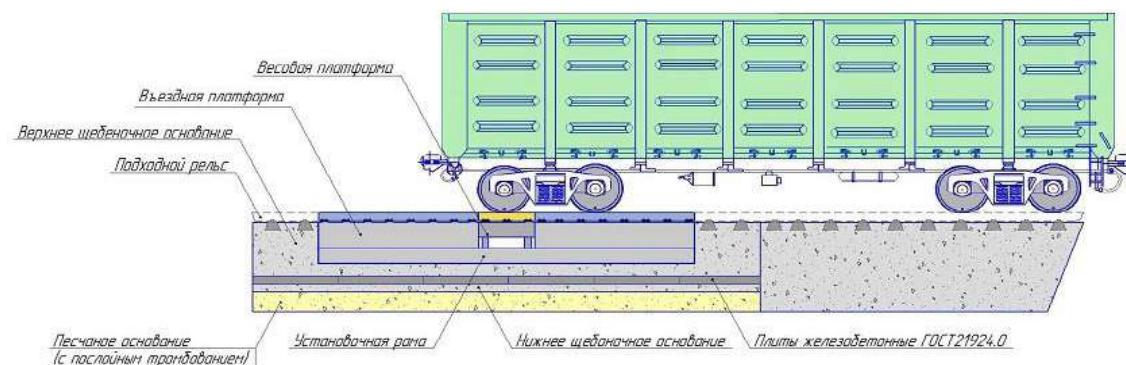 Весовая платформа
Въездная платформа
Верхнее щебеночное основание
Подходной рельс
Песчаное основание
(с послойным трамбованием)
Установочная рама
Нижнее щебеночное основание
Плиты железобетонные ГОСТ21924.0